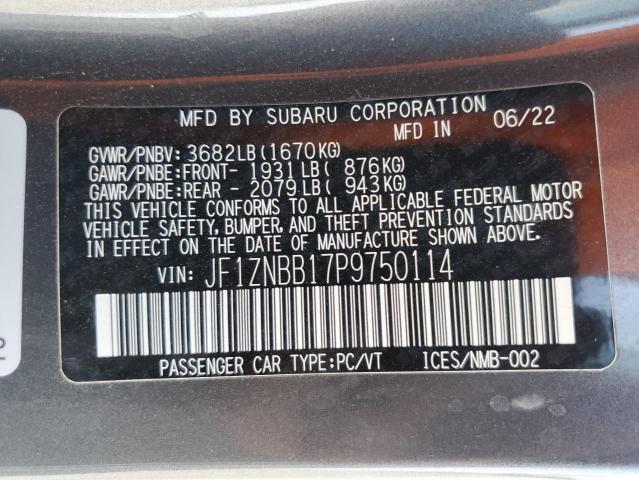 MFD BY SUBARU CORPORATION
MFD IN 06/22
GVWR/PNBV: 3682LB(1670KG)
GAWR/PNBE:FRONT- 1931LB( 876KG)
GAWR/PNBE:REAR - 2079LB( 943KG)
THIS VEHICLE CONFORMS TO ALL APPLICABLE FEDERAL MOTOR
VEHICLE SAFETY, BUMPER, AND THEFT PREVENTION STANDARDS
IN EFFECT ON THE DATE OF MANUFACTURE SHOWN ABOVE.
VIN: JF1ZNBB17P9750114
PASSENGER CAR TYPE:PC/VT ICES/NMB-002